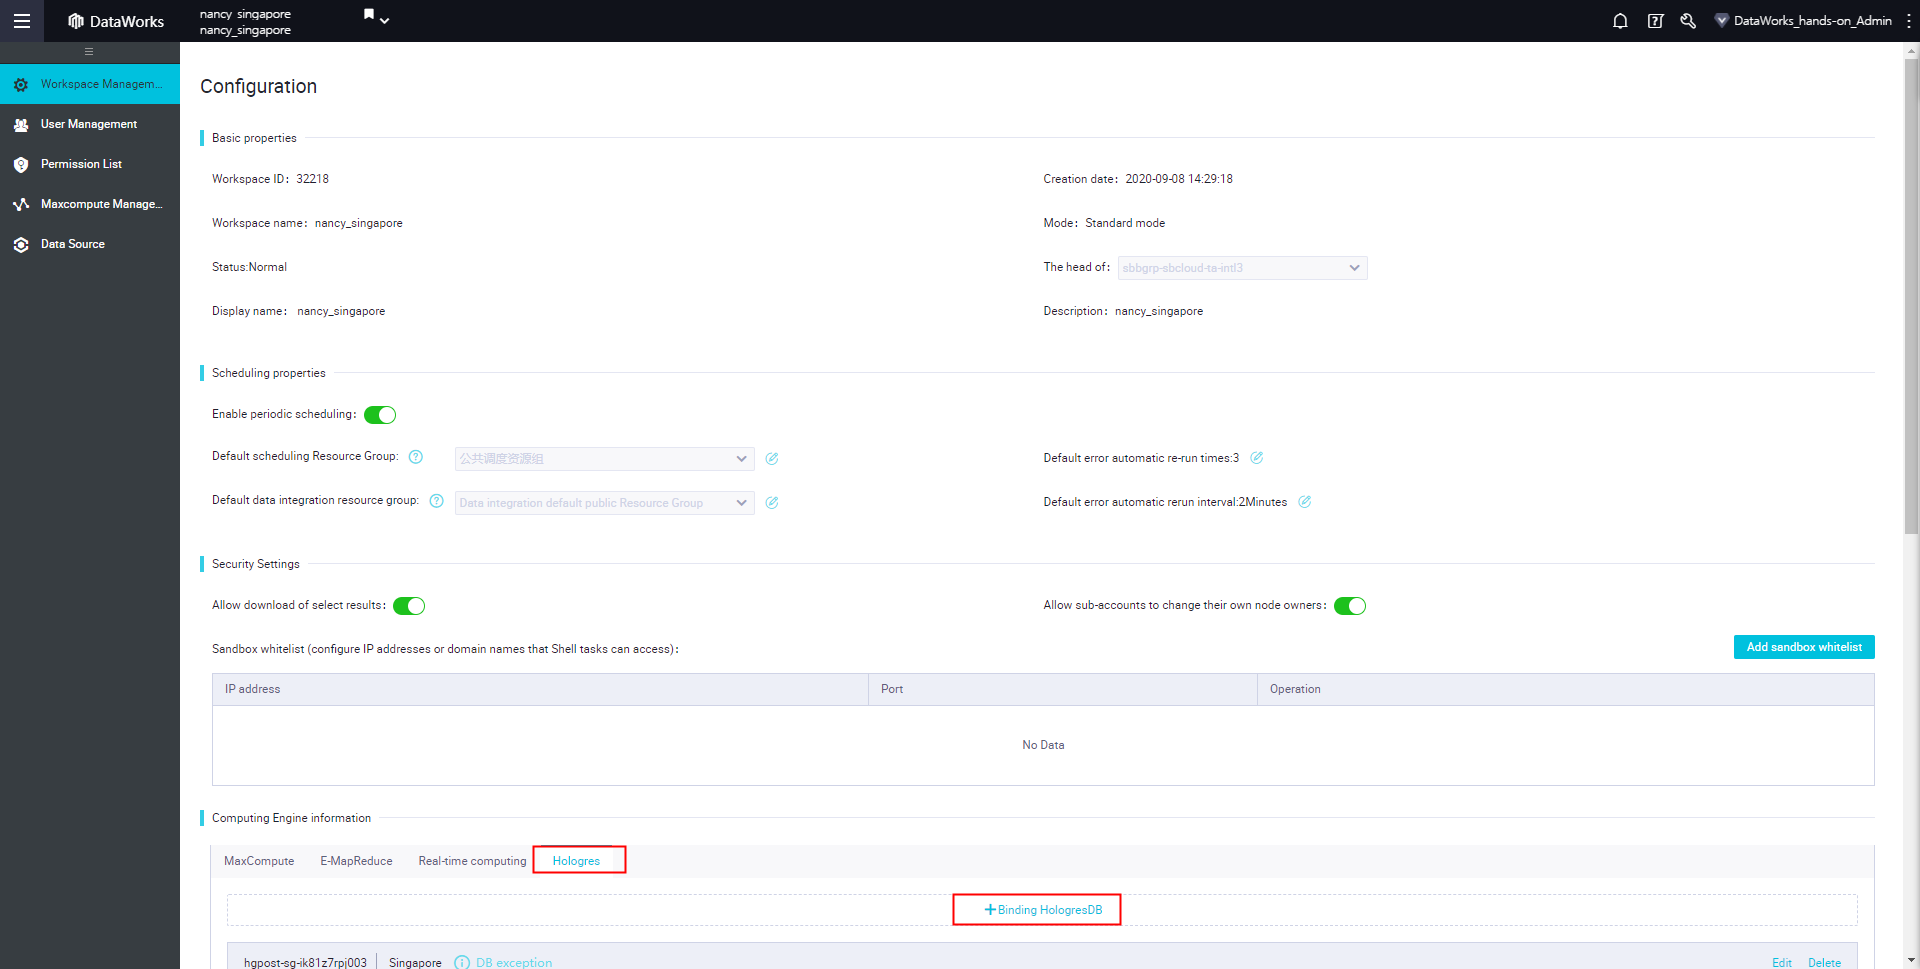 DataWorks
nancy_singapore
nancy_singapore
DataWorks_hands-on_Admin
Workspace Managem...
User Management
Permission List
Maxcompute Manage...
Data Source
Configuration
Basic properties
Workspace ID: 32218
Creation date: 2020-09-08 14:29:18
Workspace name: nancy_singapore
Mode: Standard mode
Status:Normal
The head of: sbbgrp-sbcloud-ta-intl3
Display name: nancy_singapore
Description: nancy_singapore
Scheduling properties
Enable periodic scheduling:
Default scheduling Resource Group: 公共调度资源组
Default error automatic re-run times:3
Default data integration resource group: Data integration default public Resource Group
Default error automatic rerun interval:2Minutes
Security Settings
Allow download of select results:
Allow sub-accounts to change their own node owners:
Sandbox whitelist (configure IP addresses or domain names that Shell tasks can access):
Add sandbox whitelist
IP address Port Operation
No Data
Computing Engine information
MaxCompute E-MapReduce Real-time computing Hologres
+Binding HologresDB
hgpost-sg-ik81z7rpj003 Singapore DB exception Edit Delete